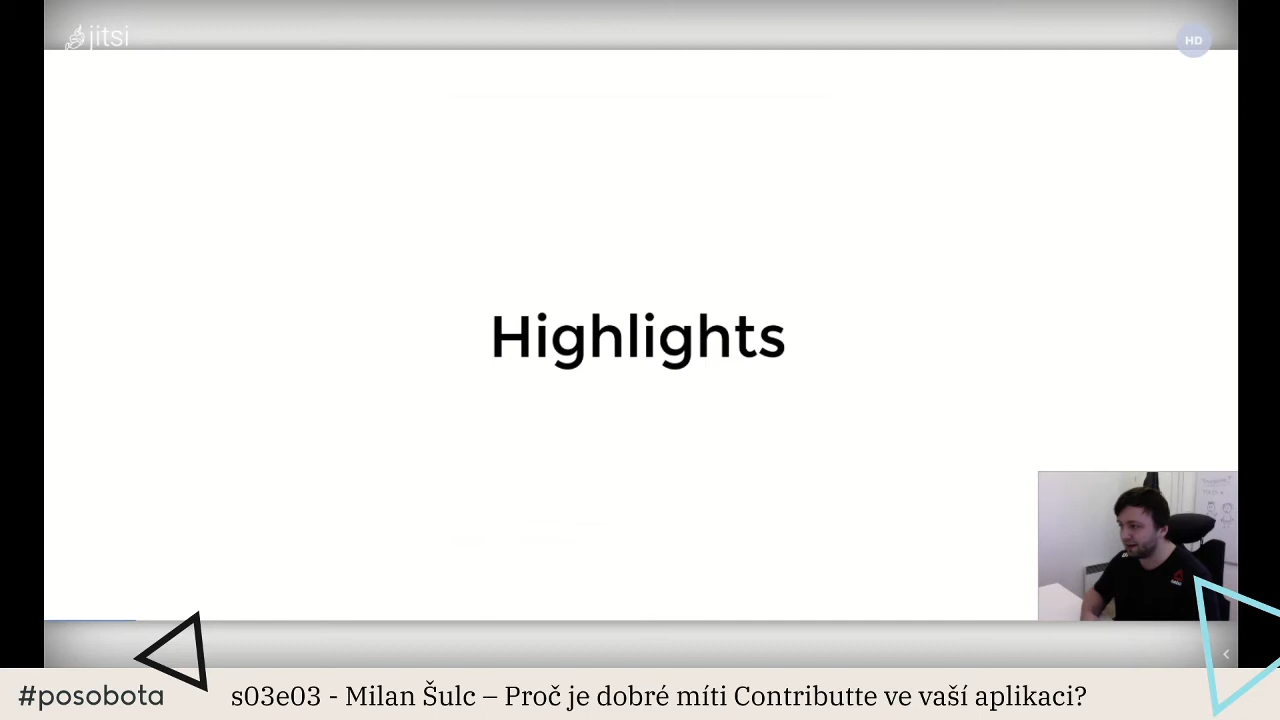 jitsi
HD
Highlights
#posobota
s03e03 - Milan Šulc – Proč je dobré míti Contributte ve vaší aplikaci?